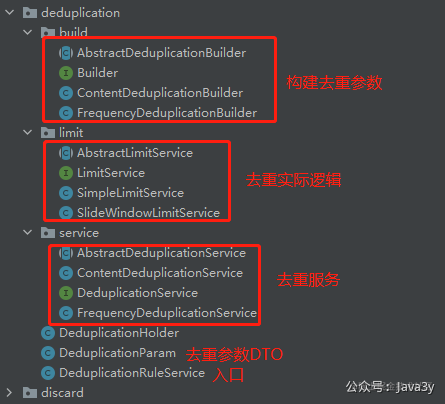 deduplication
build
AbstractDeduplicationBuilder
Builder
ContentDeduplicationBuilder
FrequencyDeduplicationBuilder
构建去重参数
limit
AbstractLimitService
LimitService
SimpleLimitService
SlideWindowLimitService
去重实际逻辑
service
AbstractDeduplicationService
ContentDeduplicationService
DeduplicationService
FrequencyDeduplicationService
去重服务
DeduplicationHolder
DeduplicationParam 去重参数DTO
DeduplicationRuleService 入口
discard
公众号：Java3y